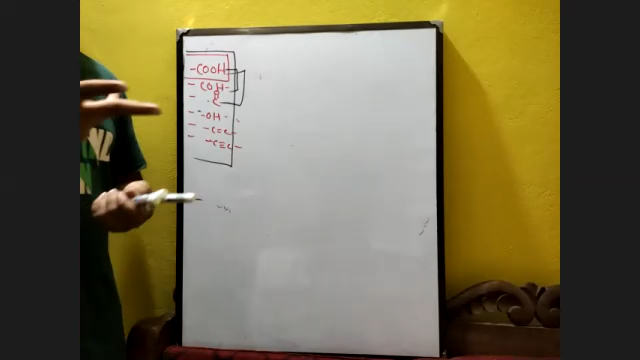 -COOH
- COH -
O
- C -
- -OH -
- -C=C-
- -C≡C-